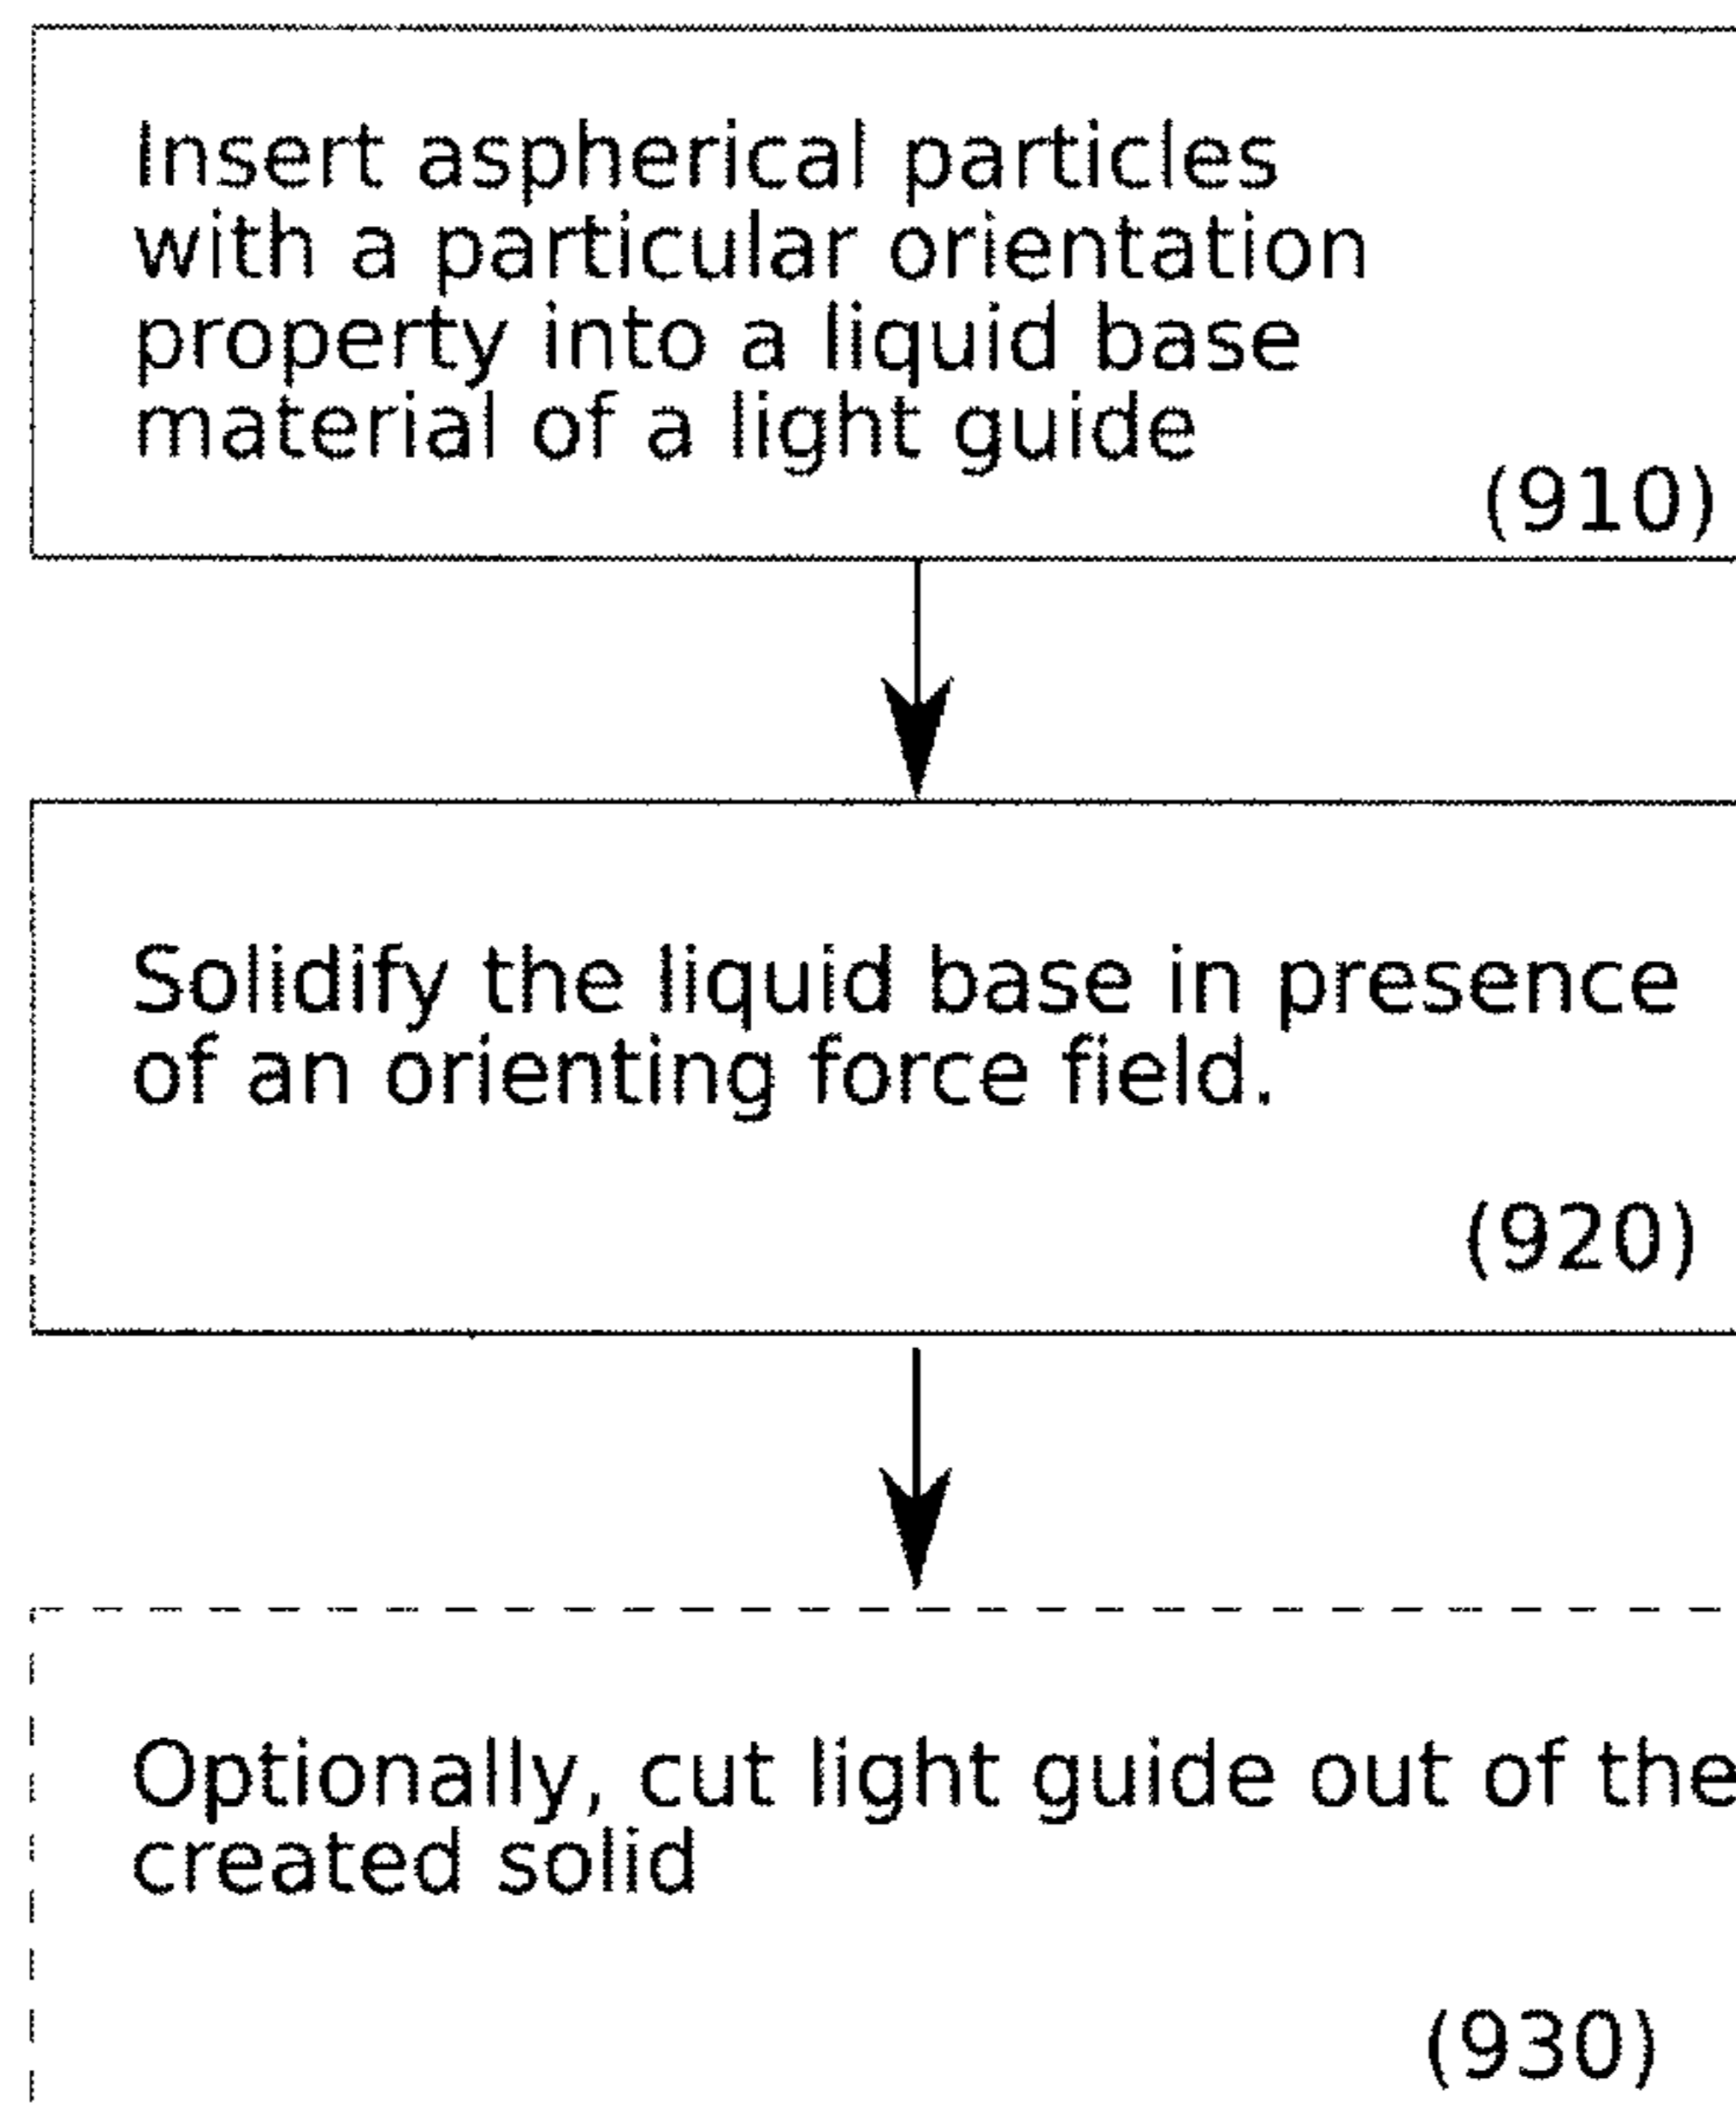 Insert aspherical particles
with a particular orientation
property into a liquid base
material of a light guide
(910)
Solidify the liquid base in presence
of an orienting force field.
(920)
Optionally, cut light guide out of the
created solid
(930)